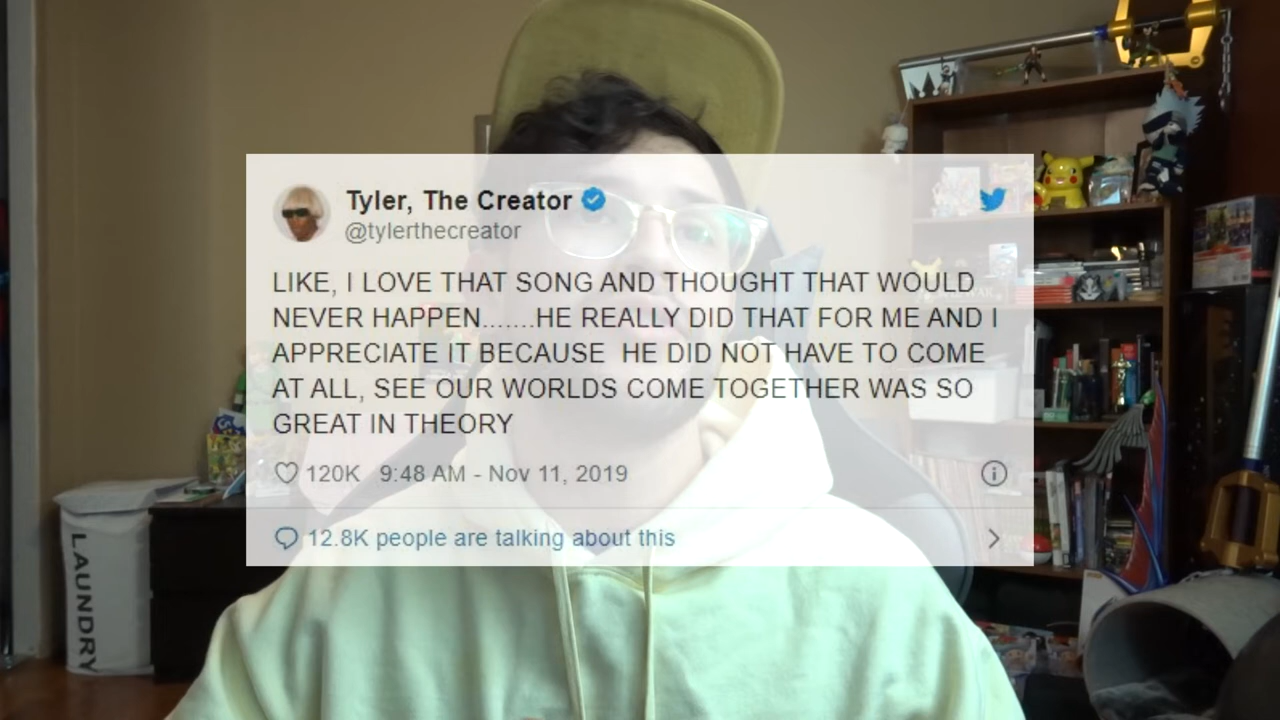 Tyler, The Creator
@tylerthecreator
LIKE, I LOVE THAT SONG AND THOUGHT THAT WOULD
NEVER HAPPEN.......HE REALLY DID THAT FOR ME AND I
APPRECIATE IT BECAUSE  HE DID NOT HAVE TO COME
AT ALL, SEE OUR WORLDS COME TOGETHER WAS SO
GREAT IN THEORY
120K 9:48 AM - Nov 11, 2019
12.8K people are talking about this
LAUNDRY